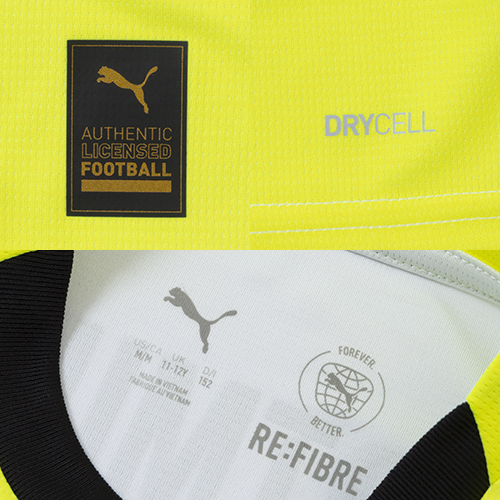 AUTHENTIC
LICENSED
FOOTBALL
DRYCELL
US/CA UK D/I
M/M 11-12Y 152
MADE IN VIETNAM
FABRIQUÉ AU VIETNAM
FOREVER.
BETTER.
RE:FIBRE